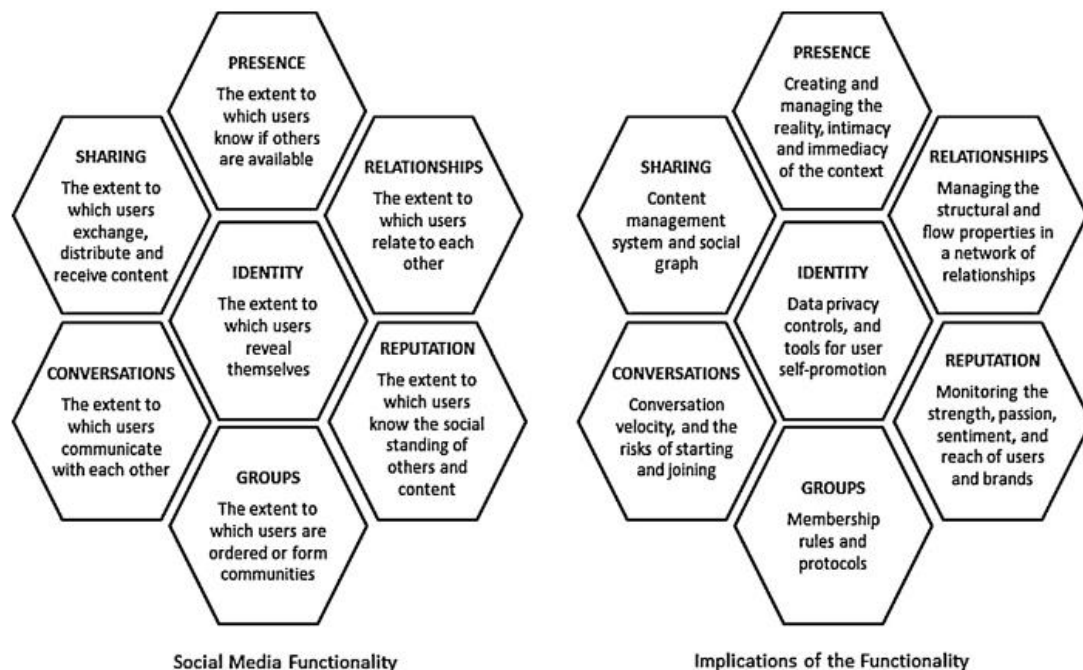 PRESENCE
The extent to
which users
know if others
are available
SHARING
The extent to
which users
exchange,
distribute and
receive content
RELATIONSHIPS
The extent to
which users
relate to each
other
IDENTITY
The extent to
which users
reveal
themselves
CONVERSATIONS
The extent to
which users
communicate
with each other
REPUTATION
The extent to
which users
know the social
standing of
others and
content
GROUPS
The extent to
which users are
ordered or form
communities
Social Media Functionality
PRESENCE
Creating and
managing the
reality, intimacy
and immediacy
of the context
SHARING
Content
management
system and social
graph
RELATIONSHIPS
Managing the
structural and
flow properties in
a network of
relationships
IDENTITY
Data privacy
controls, and
tools for user
self-promotion
CONVERSATIONS
Conversation
velocity, and the
risks of starting
and joining
REPUTATION
Monitoring the
strength, passion,
sentiment, and
reach of users
and brands
GROUPS
Membership
rules and
protocols
Implications of the Functionality